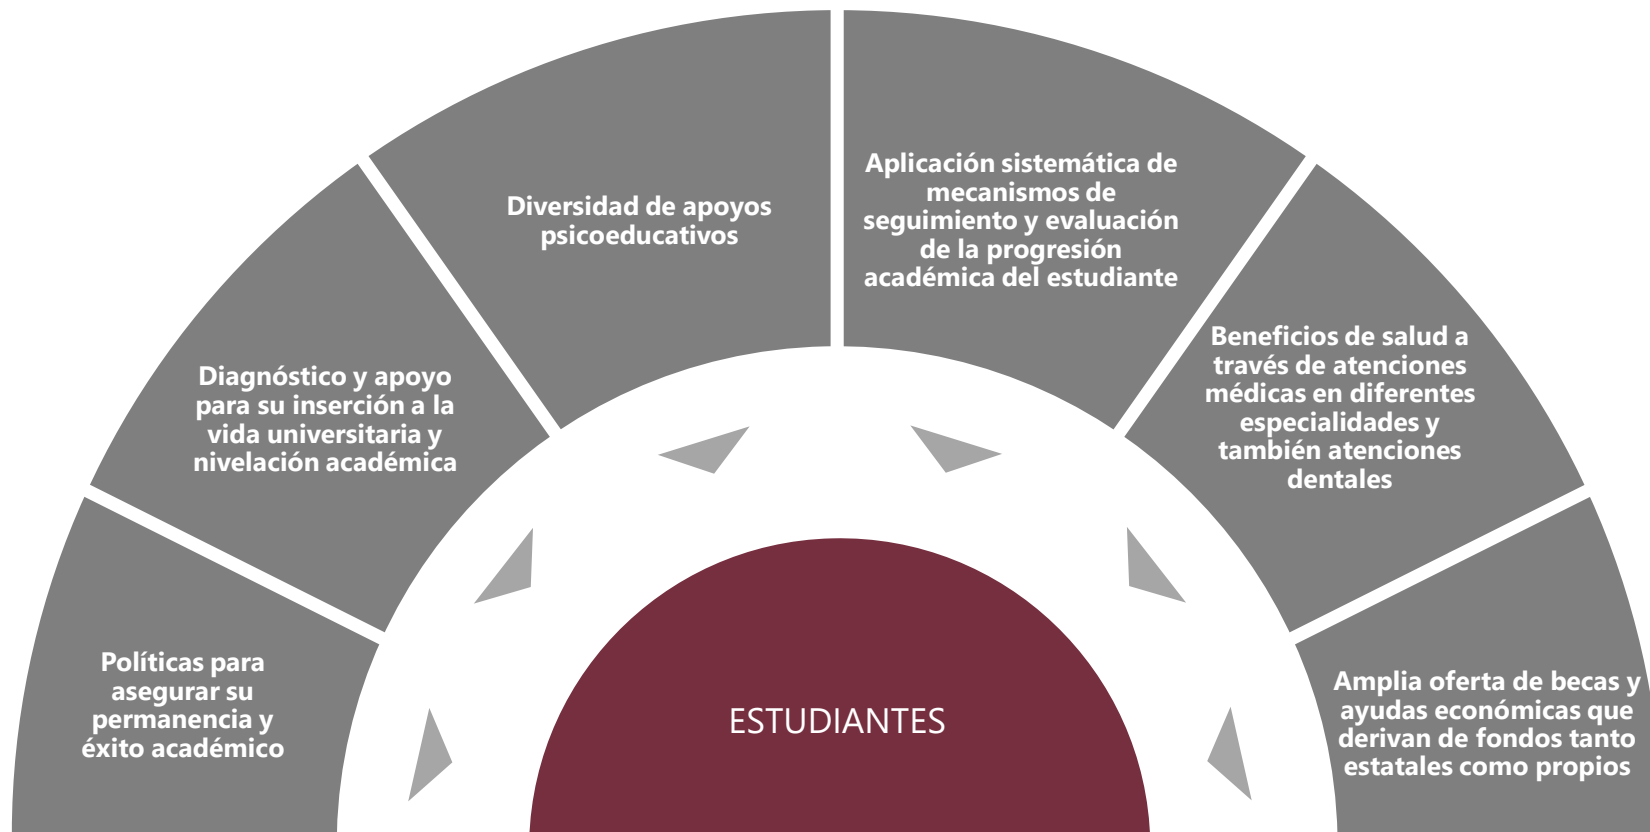 Políticas para
asegurar su
permanencia y
éxito académico
Diagnóstico y apoyo
para su inserción a la
vida universitaria y
nivelación académica
Diversidad de apoyos
psicoeducativos
Aplicación sistemática de
mecanismos de
seguimiento y evaluación
de la progresión
académica del estudiante
Beneficios de salud a
través de atenciones
médicas en diferentes
especialidades y
también atenciones
dentales
Amplia oferta de becas y
ayudas económicas que
derivan de fondos tanto
estatales como propios
ESTUDIANTES